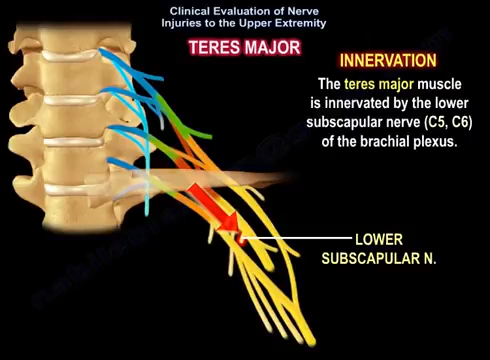 Clinical Evaluation of Nerve
Injuries to the Upper Extremity
TERES MAJOR
INNERVATION
The teres major muscle
is innervated by the lower
subscapular nerve (C5, C6)
of the brachial plexus.
LOWER
SUBSCAPULAR N.